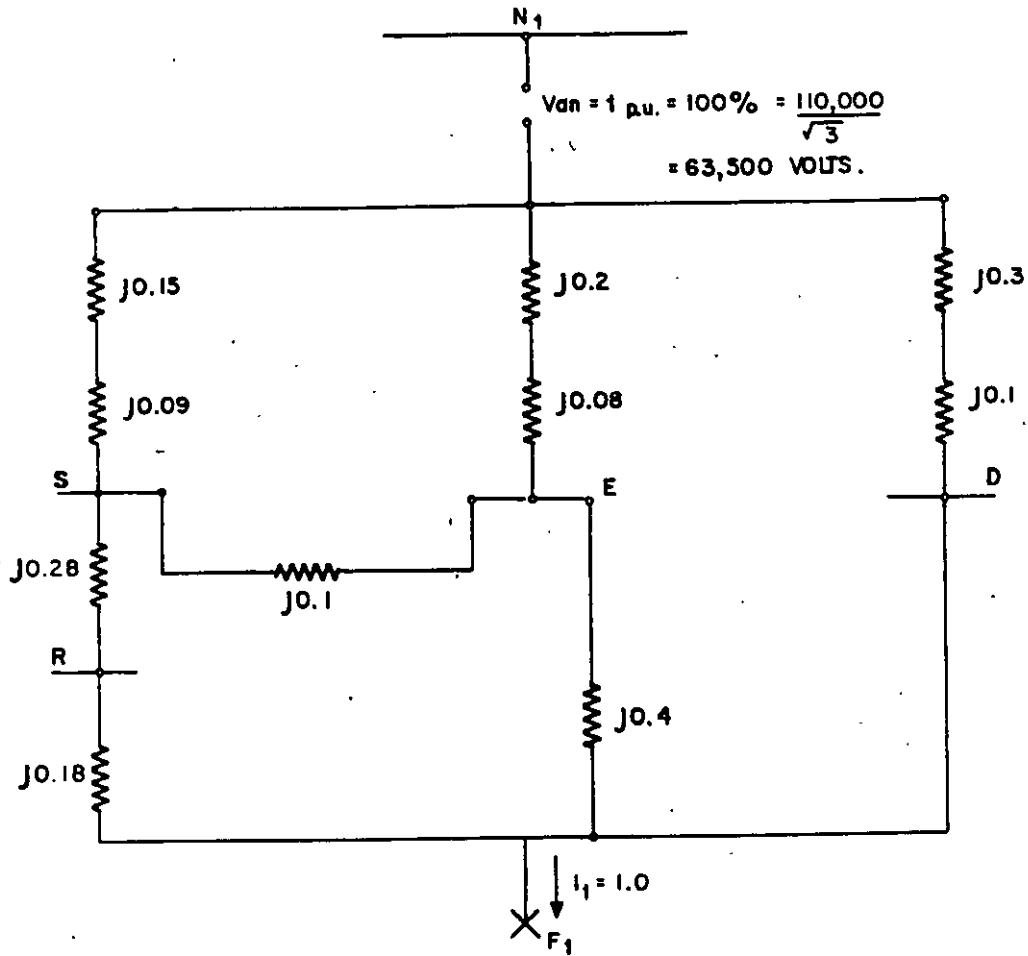 N1
Van = 1 p.u. = 100% = 110,000
√3
= 63,500 VOLTS.
J0.15
J0.2
J0.3
J0.09
J0.08
J0.1
S
E
D
J0.28
J0.1
R
J0.4
J0.18
I1 = 1.0
F1